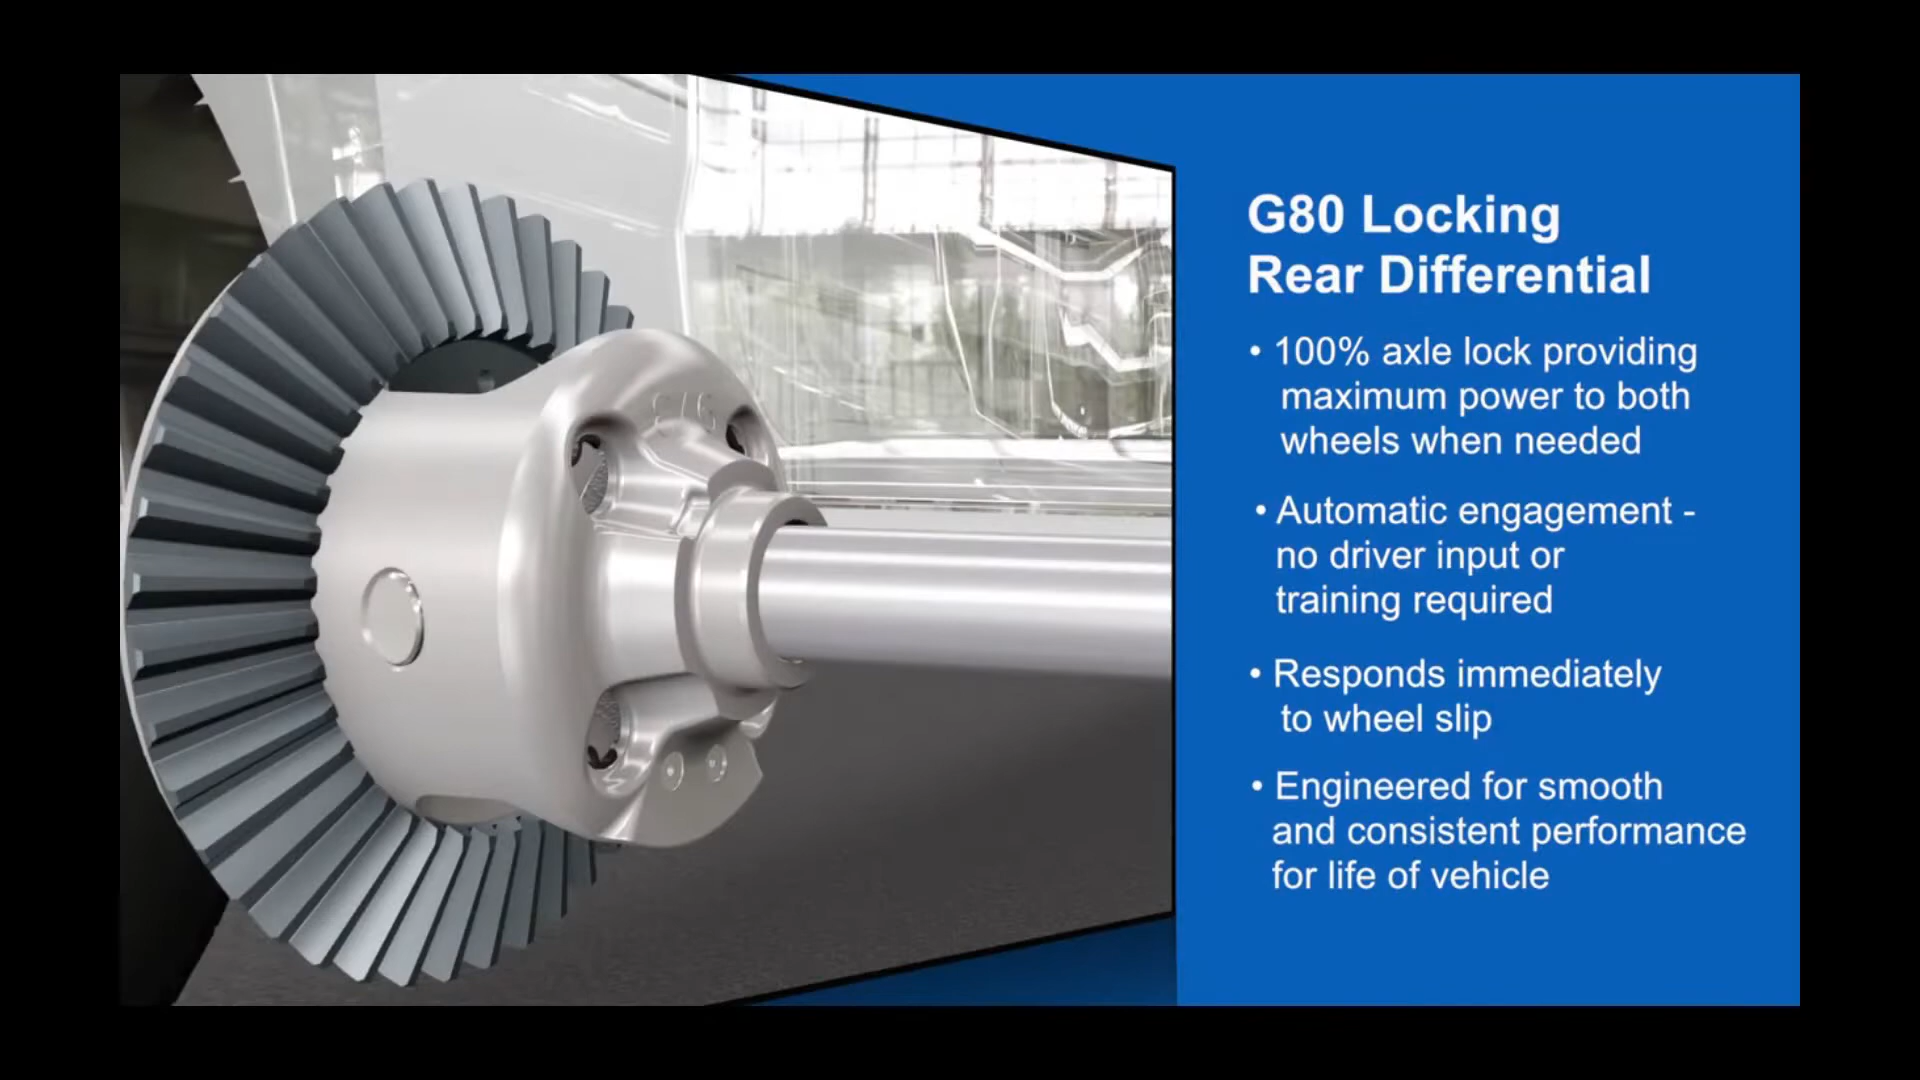 G80 Locking
Rear Differential
• 100% axle lock providing
maximum power to both
wheels when needed
• Automatic engagement -
no driver input or
training required
• Responds immediately
to wheel slip
• Engineered for smooth
and consistent performance
for life of vehicle